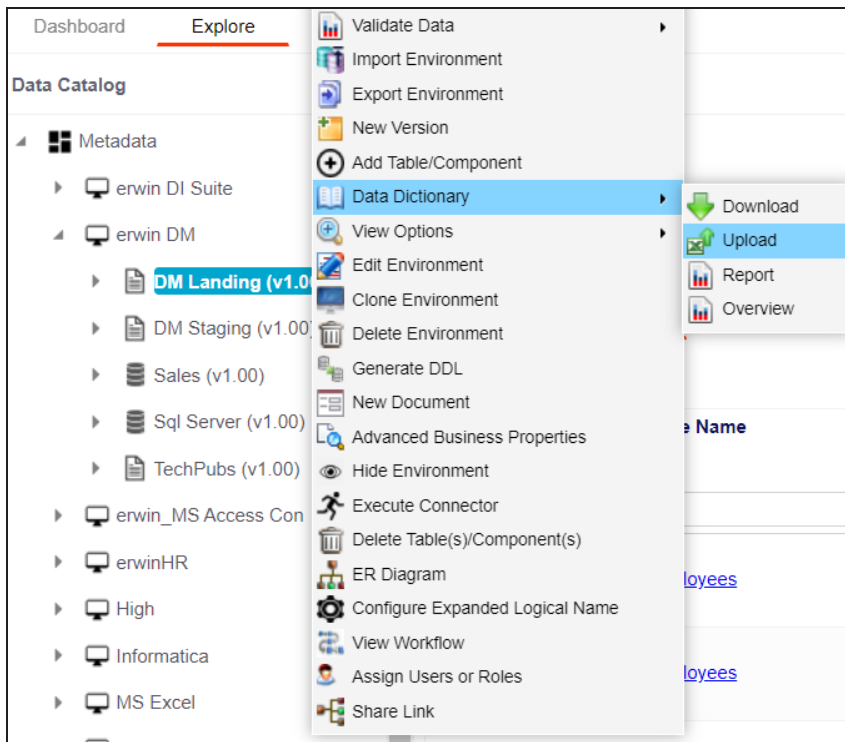 Dashboard
Explore
Data Catalog
Metadata
erwin DI Suite
erwin DM
DM Landing (v1.0
DM Staging (v1.00
Sales (v1.00)
Sql Server (v1.00)
TechPubs (v1.00)
erwin_MS Access Con
erwinHR
High
Informatica
MS Excel
Validate Data
Import Environment
Export Environment
New Version
Add Table/Component
Data Dictionary
View Options
Edit Environment
Clone Environment
Delete Environment
Generate DDL
New Document
Advanced Business Properties
Hide Environment
Execute Connector
Delete Table(s)/Component(s)
ER Diagram
Configure Expanded Logical Name
View Workflow
Assign Users or Roles
Share Link
Download
Upload
Report
Overview
e Name
loyees
loyees